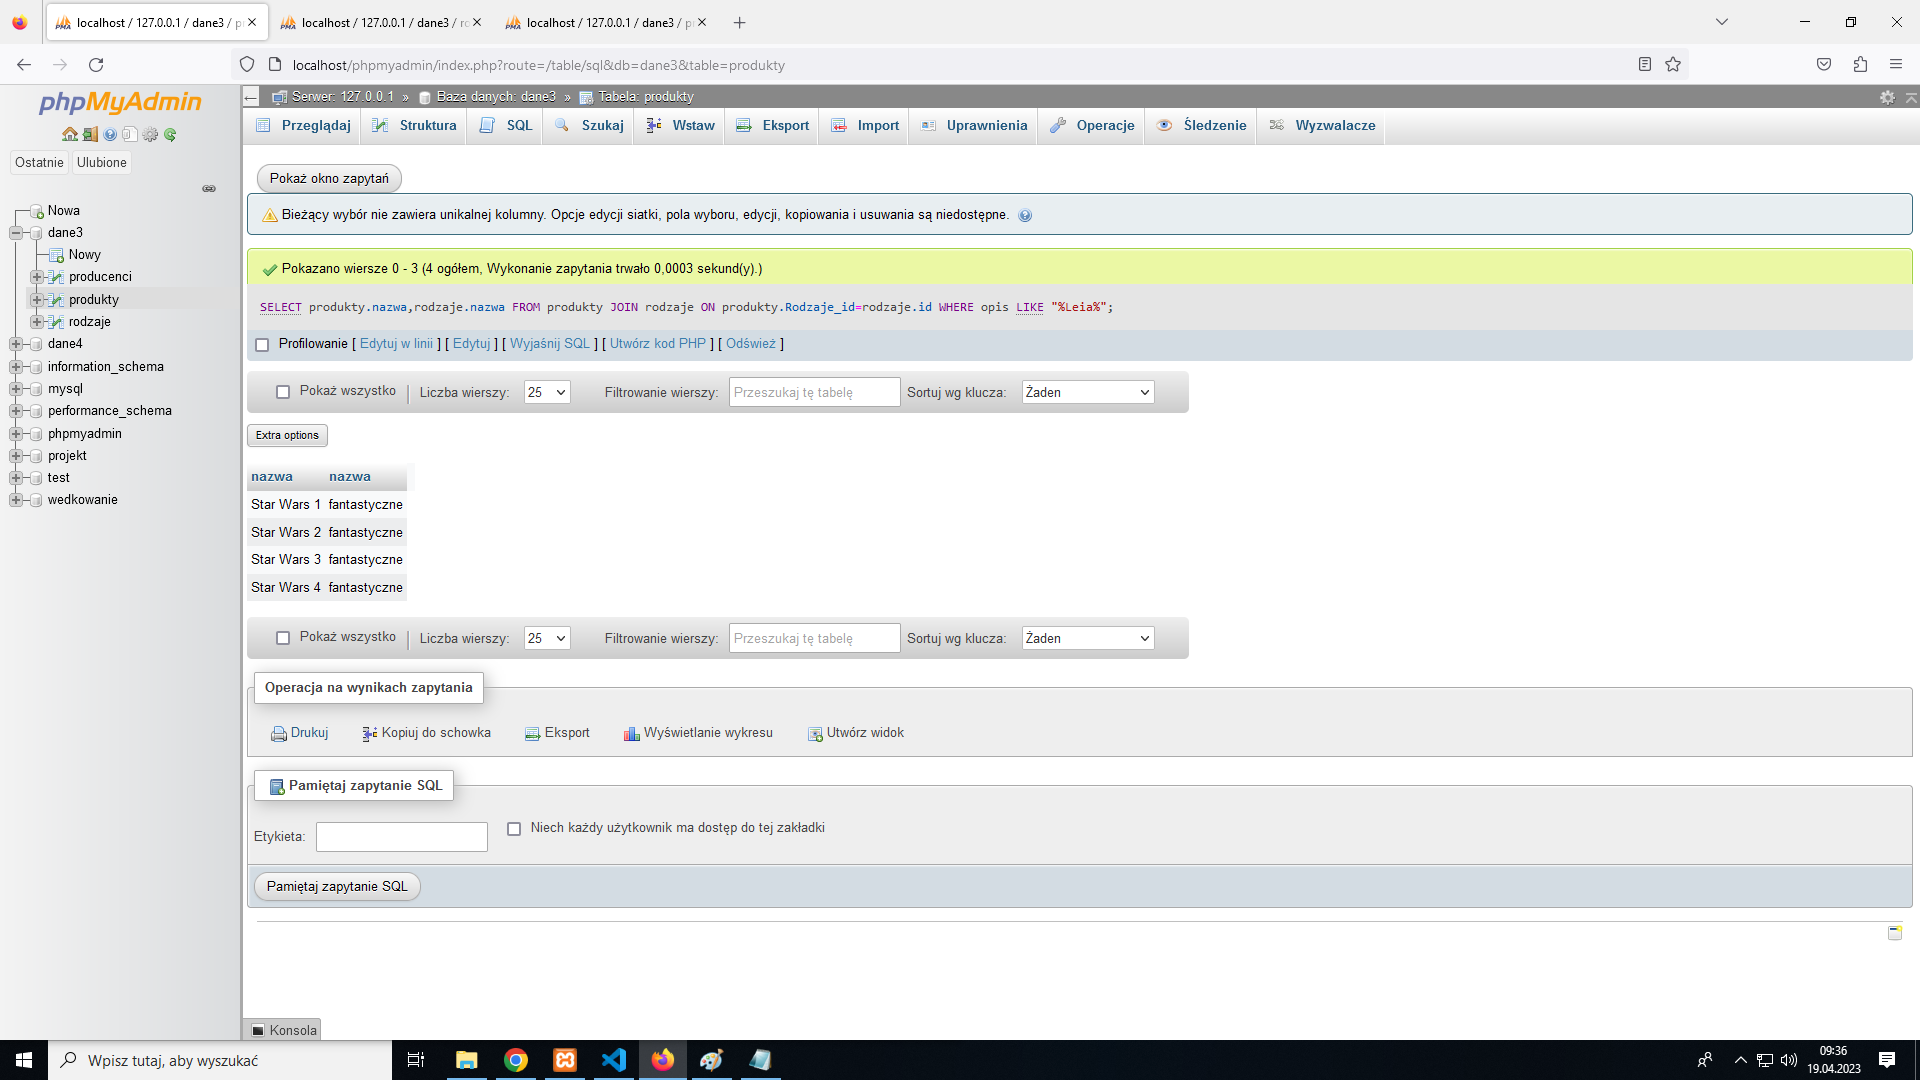 localhost / 127.0.0.1 / dane3 / p
localhost / 127.0.0.1 / dane3 / ro
localhost / 127.0.0.1 / dane3 / p
localhost/phpmyadmin/index.php?route=/table/sql&db=dane3&table=produkty
phpMyAdmin
Ostatnie
Ulubione
Nowa
dane3
Nowy
producenci
produkty
rodzaje
dane4
information_schema
mysql
performance_schema
phpmyadmin
projekt
test
wedkowanie
Serwer: 127.0.0.1 » Baza danych: dane3 » Tabela: produkty
Przeglądaj Struktura SQL Szukaj Wstaw Eksport Import Uprawnienia Operacje Śledzenie Wyzwalacze
Pokaż okno zapytań
Bieżący wybór nie zawiera unikalnej kolumny. Opcje edycji siatki, pola wyboru, edycji, kopiowania i usuwania są niedostępne.
Pokazano wiersze 0 - 3 (4 ogółem, Wykonanie zapytania trwało 0,0003 sekund(y).)
SELECT produkty.nazwa,rodzaje.nazwa FROM produkty JOIN rodzaje ON produkty.Rodzaje_id=rodzaje.id WHERE opis LIKE "%Leia%";
Profilowanie [ Edytuj w linii ] [ Edytuj ] [ Wyjaśnij SQL ] [ Utwórz kod PHP ] [ Odśwież ]
Pokaż wszystko Liczba wierszy: 25 Filtrowanie wierszy: Przeszukaj tę tabelę Sortuj wg klucza: Żaden
Extra options
nazwa nazwa
Star Wars 1 fantastyczne
Star Wars 2 fantastyczne
Star Wars 3 fantastyczne
Star Wars 4 fantastyczne
Pokaż wszystko Liczba wierszy: 25 Filtrowanie wierszy: Przeszukaj tę tabelę Sortuj wg klucza: Żaden
Operacja na wynikach zapytania
Drukuj Kopiuj do schowka Eksport Wyświetlanie wykresu Utwórz widok
Pamiętaj zapytanie SQL
Etykieta: Niech każdy użytkownik ma dostęp do tej zakładki
Pamiętaj zapytanie SQL
Konsola
Wpisz tutaj, aby wyszukać
09:36
19.04.2023